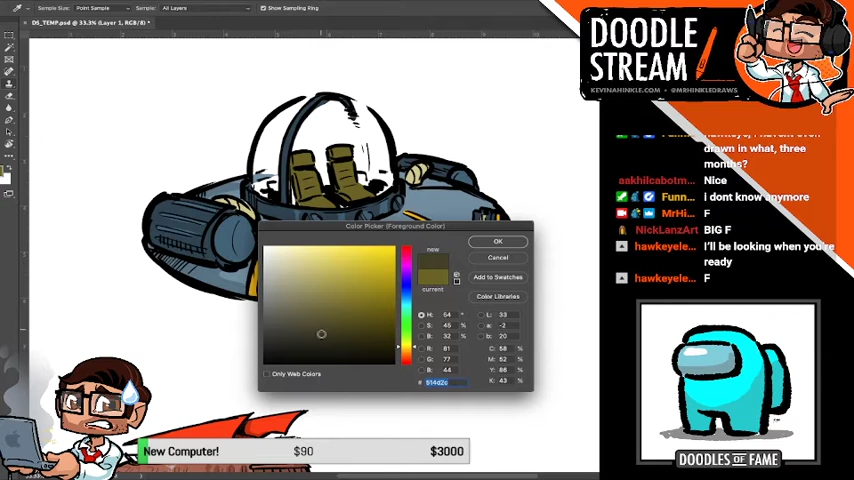 Sample Size: Point Sample
Sample: All Layers
Show Sampling Ring
DS_TEMP.psd @ 33.3% (Layer 1, RGB/8) *
DOODLE
STREAM
KEVINAHINKLE.COM • @MRHINKLEDRAWS
drawn in what, three
months?
aakhilcabotm... Nice
Funn... I dont know anymore
MrHi... F
NickLanzArt BIG F
hawkeyele... I'll be looking when you're
ready
hawkeyele... F
Color Picker (Foreground Color)
new
current
OK
Cancel
Add to Swatches
Color Libraries
H: 54 °
S: 45 %
B: 32 %
R: 81
G: 77
B: 44
# 514d2c
L: 33
a: -2
b: 20
C: 58 %
M: 52 %
Y: 86 %
K: 43 %
Only Web Colors
New Computer! $90 $3000
DOODLES OF FAME